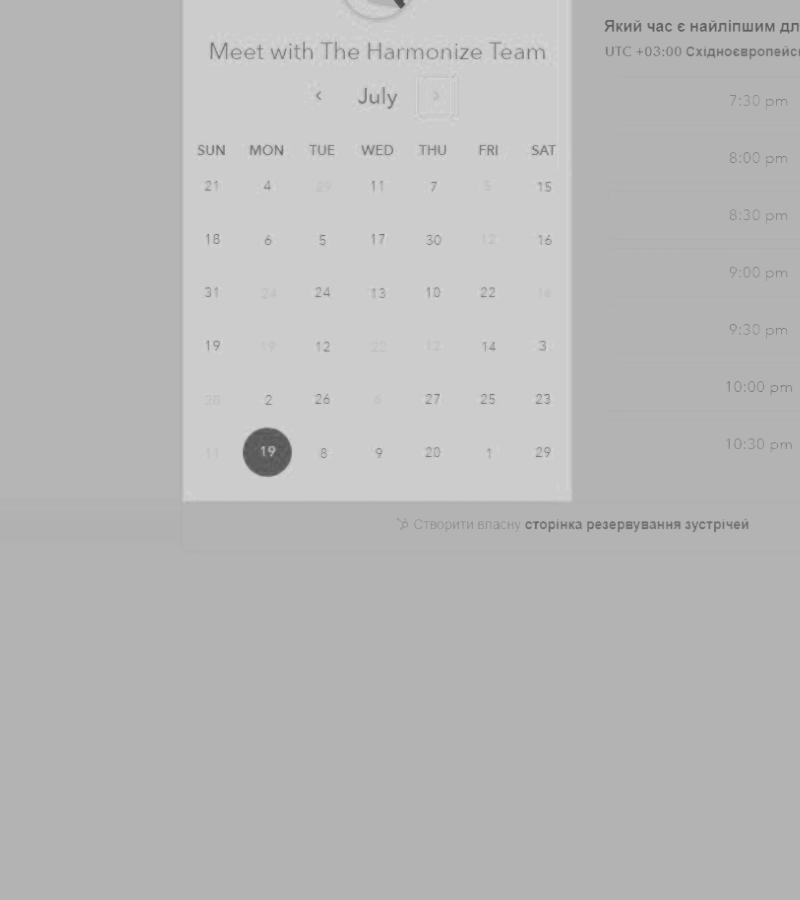 Meet with The Harmonize Team
July
SUN MON TUE WED THU FRI SAT
21 4 29 11 7 5 15
18 6 5 17 30 12 16
31 24 24 13 10 22
19 19 12 22 12 14 3
2 26 6 27 25 23
11 19 8 9 20 1 29
Який час є найліпшим дл
UTC +03:00 Східноєвропейс
7:30 pm
8:00 pm
8:30 pm
9:00 pm
9:30 pm
10:00 pm
10:30 pm
Створити власну сторінка резервування зустрічей